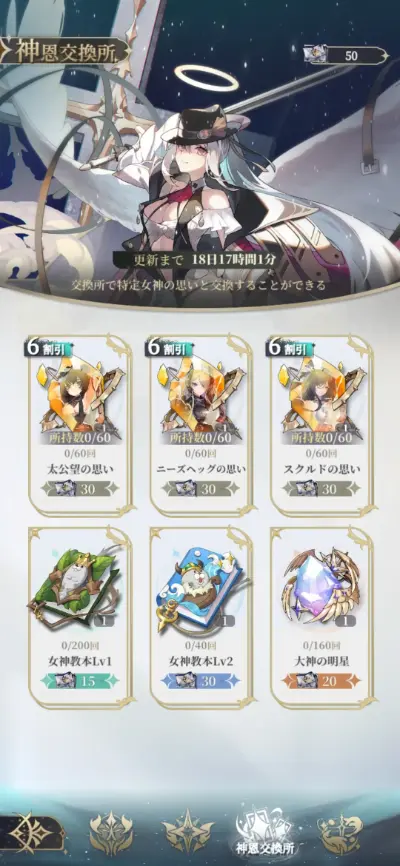 神恩交換所
50
更新まで 18日17時間1分
交換所で特定女神の思いと交換することができる
6割引 6割引 6割引
1 1 1
所持数0/60 所持数0/60 所持数0/60
0/60回 0/60回 0/60回
太公望の思い ニーズヘッグの思い スクルドの思い
30 30 30
1 1 1
0/200回 0/40回 0/160回
女神教本Lv1 女神教本Lv2 大神の明星
15 30 20
神恩交換所